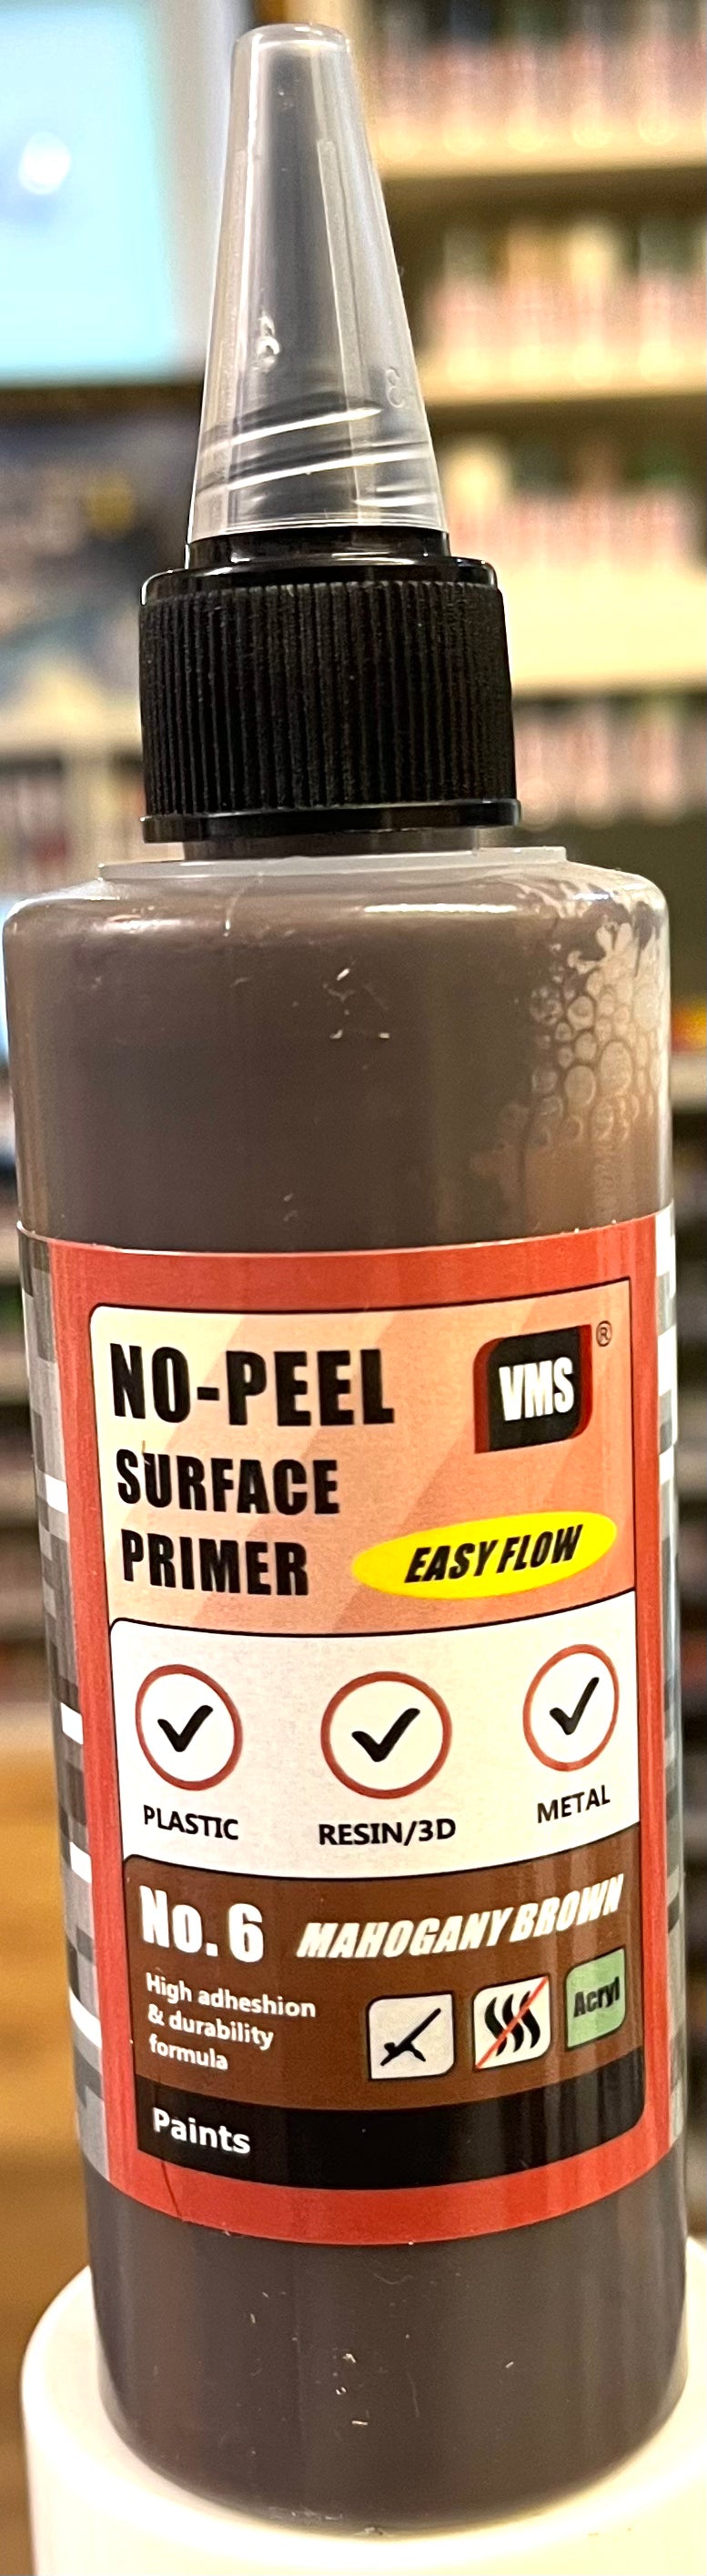 NO-PEEL
SURFACE
PRIMER
VMS®
EASY FLOW
PLASTIC
RESIN/3D
METAL
No. 6 MAHOGANY BROWN
High adheshion
& durability
formula
Acryl
Paints